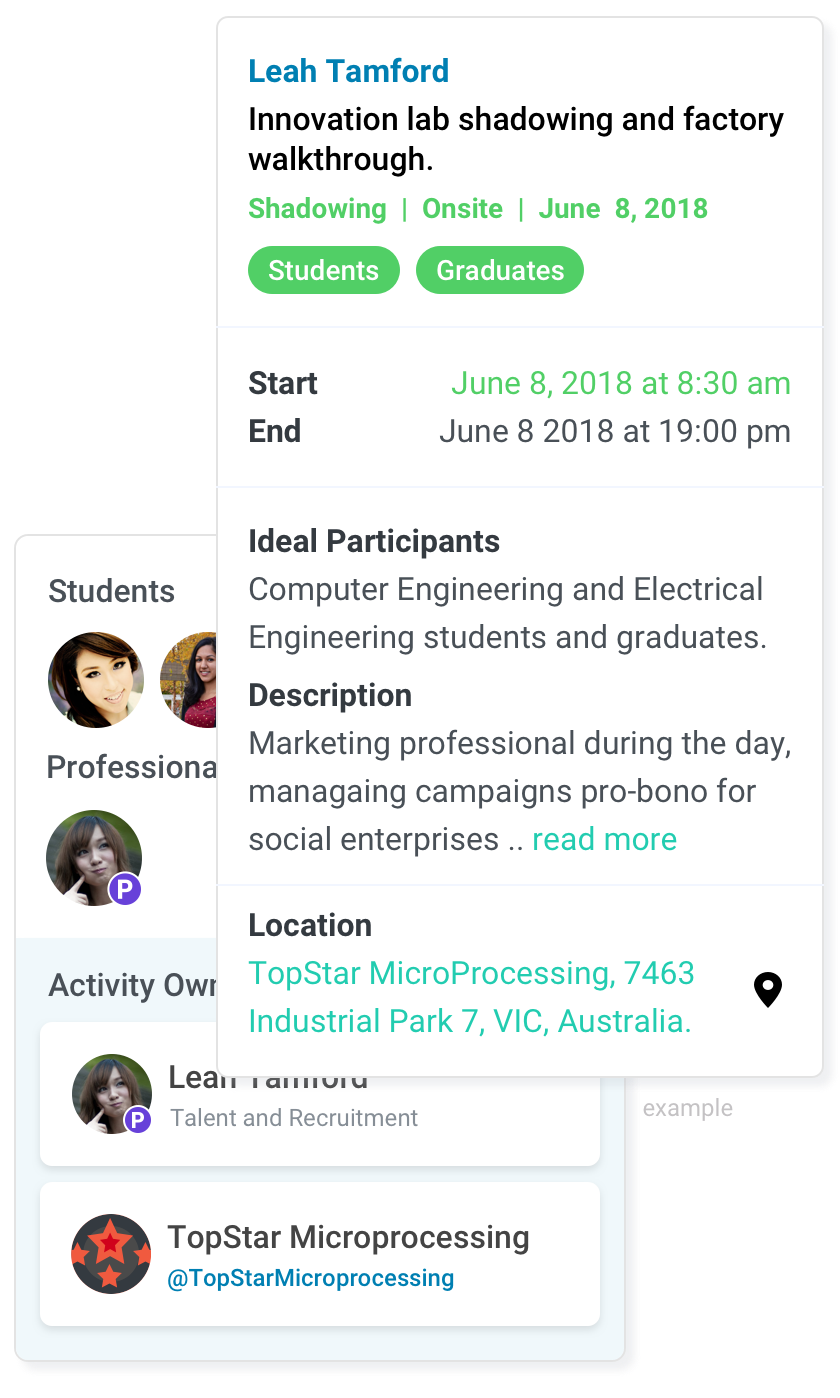 Leah Tamford
Innovation lab shadowing and factory
walkthrough.
Shadowing | Onsite | June 8, 2018
Students Graduates
Start June 8, 2018 at 8:30 am
End June 8 2018 at 19:00 pm
Ideal Participants
Computer Engineering and Electrical
Engineering students and graduates.
Description
Marketing professional during the day,
managaing campaigns pro-bono for
social enterprises .. read more
Location
TopStar MicroProcessing, 7463
Industrial Park 7, VIC, Australia.
Students
Professiona
P
Activity Own
Leah Tamford
P
Talent and Recruitment
example
TopStar Microprocessing
@TopStarMicroprocessing